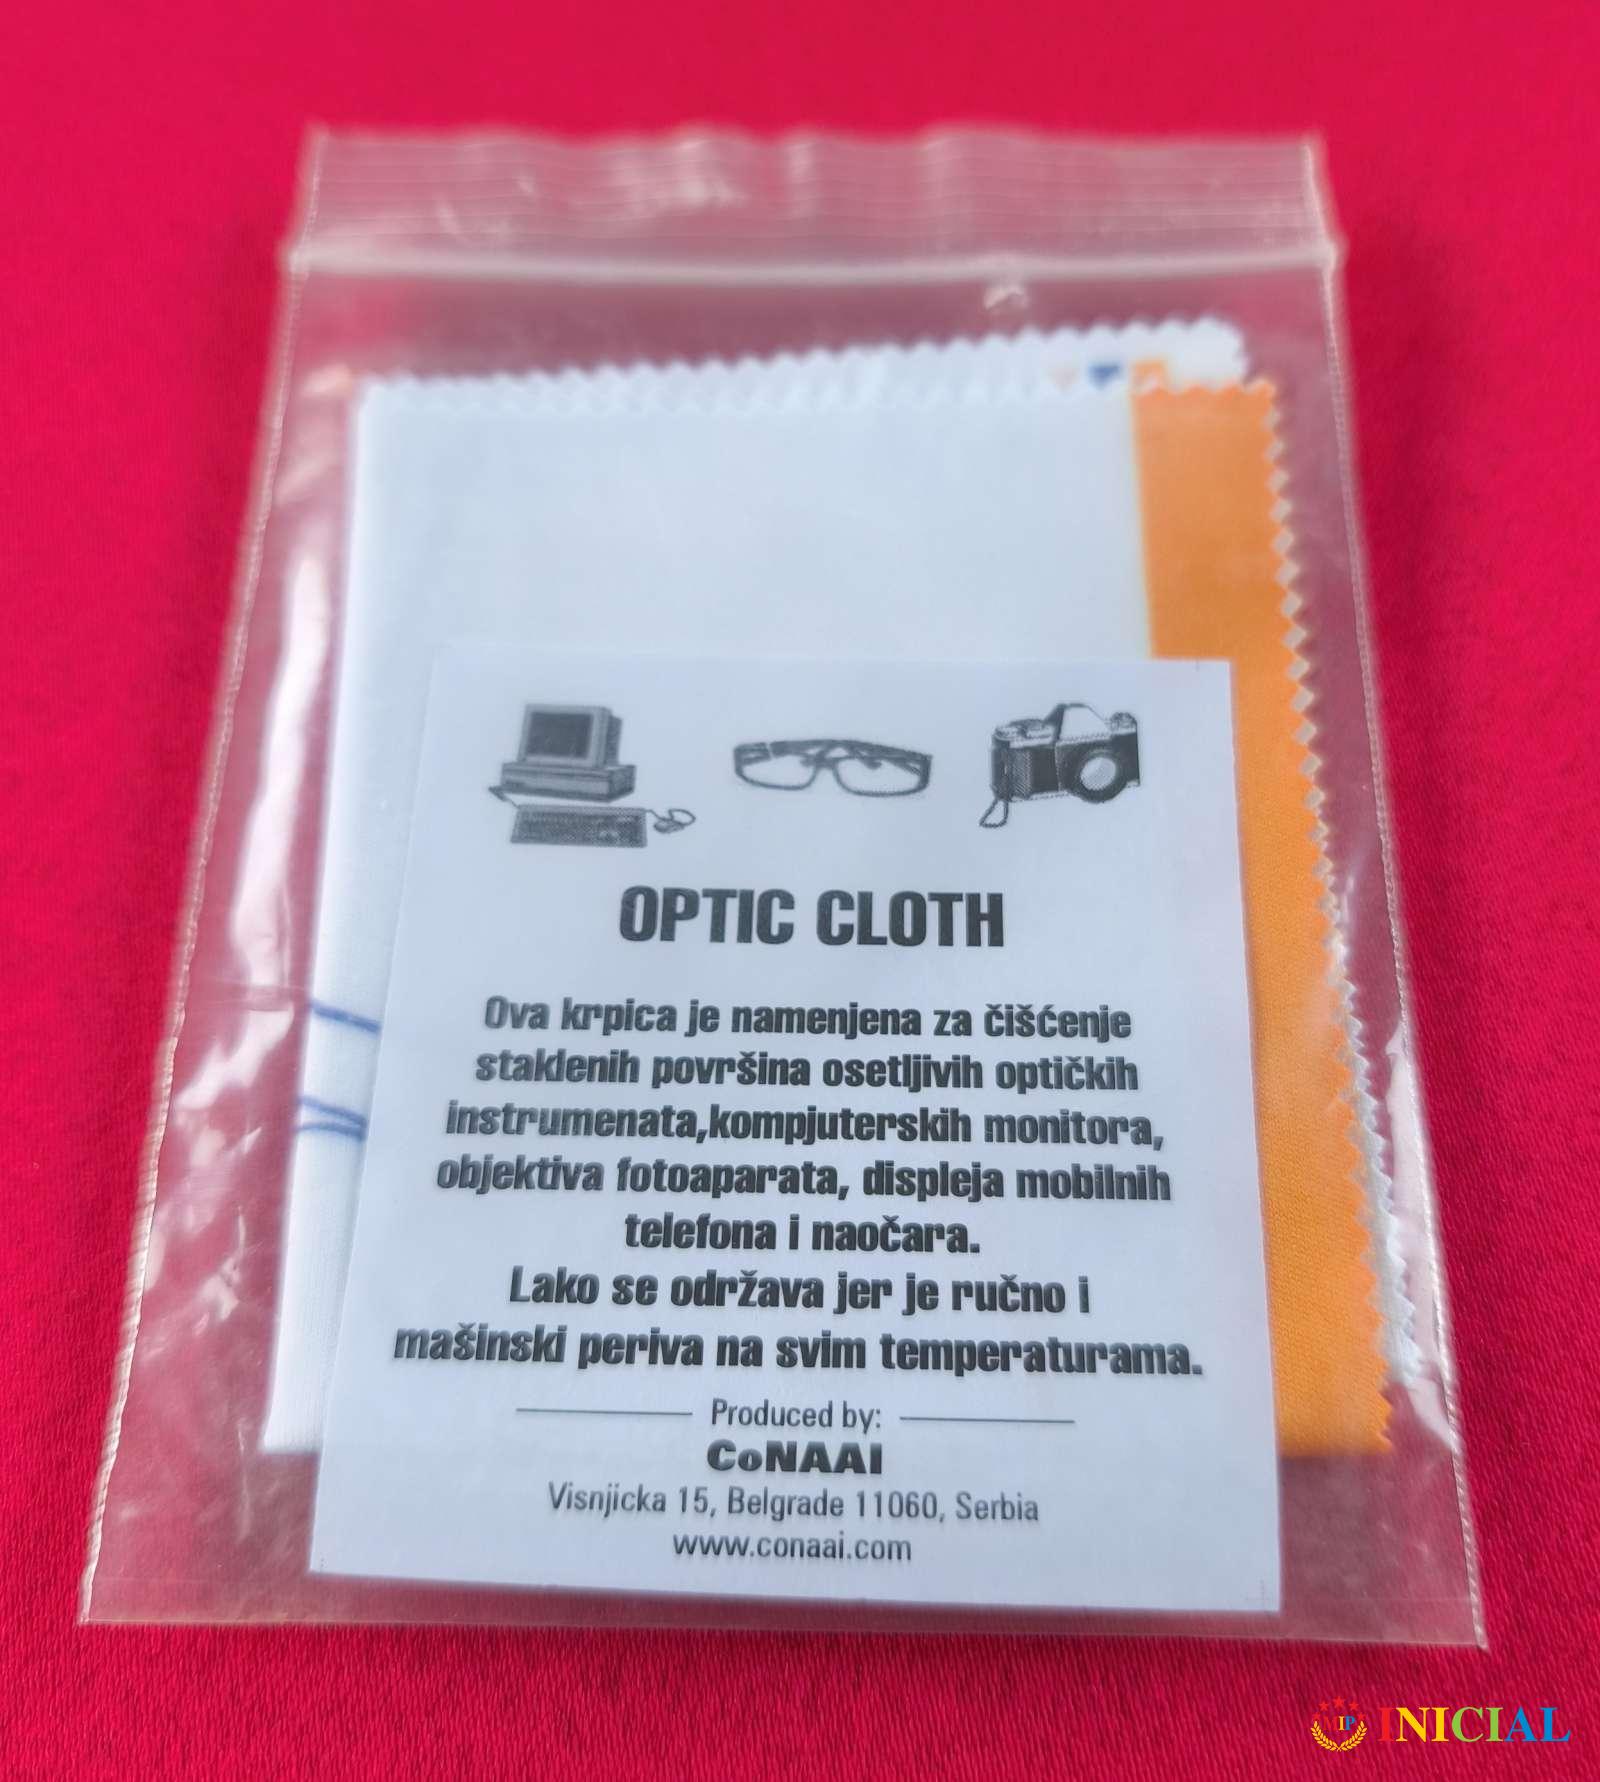 OPTIC CLOTH
Ova krpica je namenjena za čišćenje
staklenih površina osetljivih optičkih
instrumenata,kompjuterskih monitora,
objektiva fotoaparata, displeja mobilnih
telefona i naočara.
Lako se održava jer je ručno i
mašinski periva na svim temperaturama.
Produced by:
CoNAAI
Visnjicka 15, Belgrade 11060, Serbia
www.conaai.com
MIP INICIAL